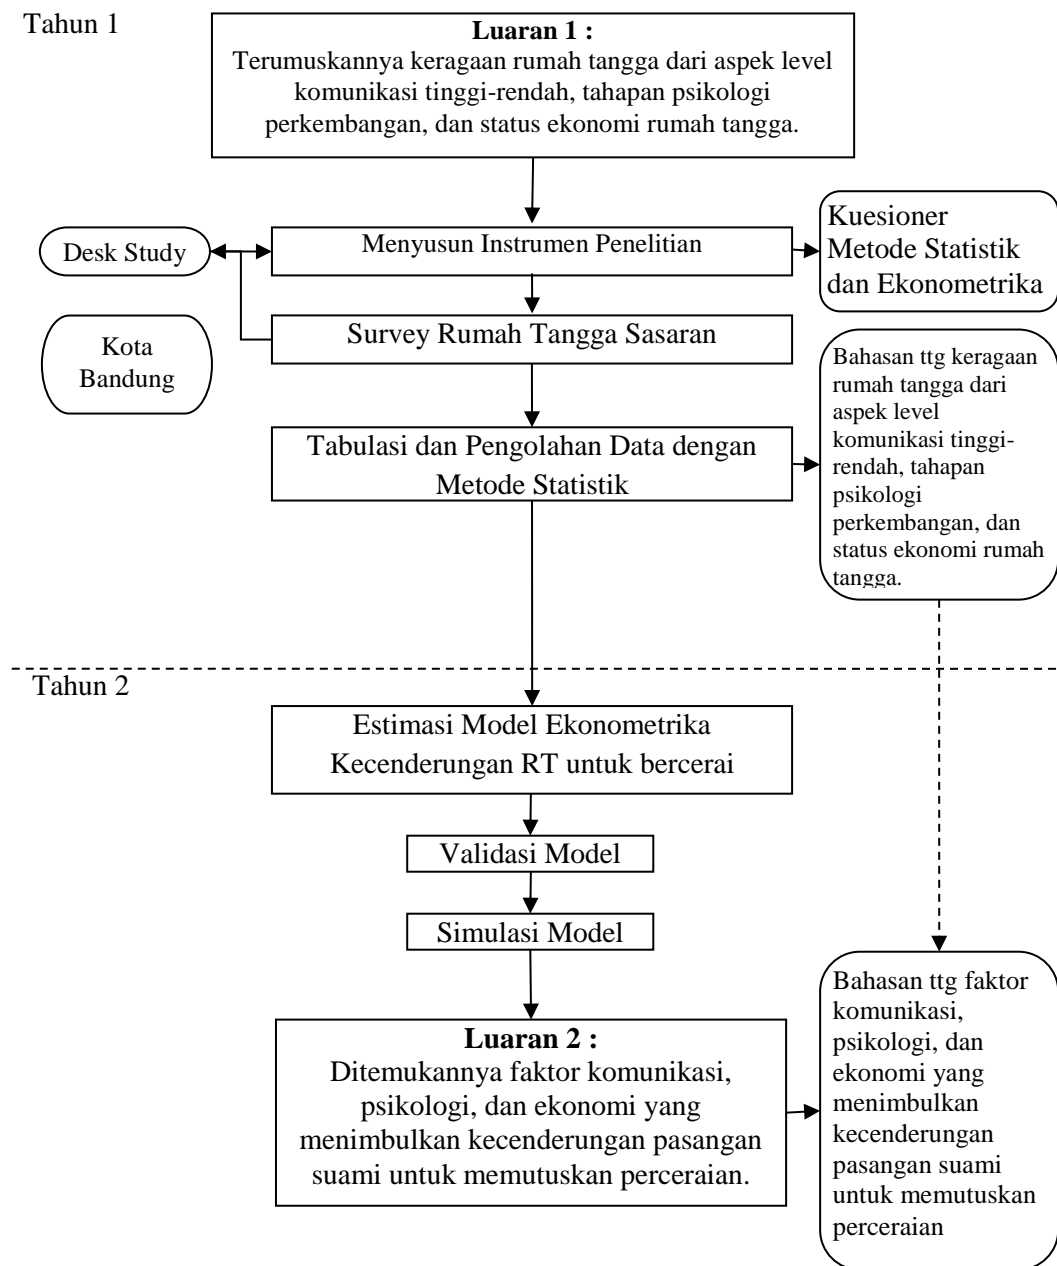 Tahun 1
Luaran 1 :
Terumuskannya keragaan rumah tangga dari aspek level
komunikasi tinggi-rendah, tahapan psikologi
perkembangan, dan status ekonomi rumah tangga.
Desk Study
Menyusun Instrumen Penelitian
Kuesioner
Metode Statistik
dan Ekonometrika
Survey Rumah Tangga Sasaran
Kota
Bandung
Bahasan ttg keragaan
rumah tangga dari
aspek level
komunikasi tinggi-
rendah, tahapan
psikologi
perkembangan, dan
status ekonomi rumah
tangga.
Tabulasi dan Pengolahan Data dengan
Metode Statistik
Tahun 2
Estimasi Model Ekonometrika
Kecenderungan RT untuk bercerai
Validasi Model
Simulasi Model
Luaran 2 :
Ditemukannya faktor komunikasi,
psikologi, dan ekonomi yang
menimbulkan kecenderungan pasangan
suami untuk memutuskan perceraian.
Bahasan ttg faktor
komunikasi,
psikologi, dan
ekonomi yang
menimbulkan
kecenderungan
pasangan suami
untuk memutuskan
perceraian